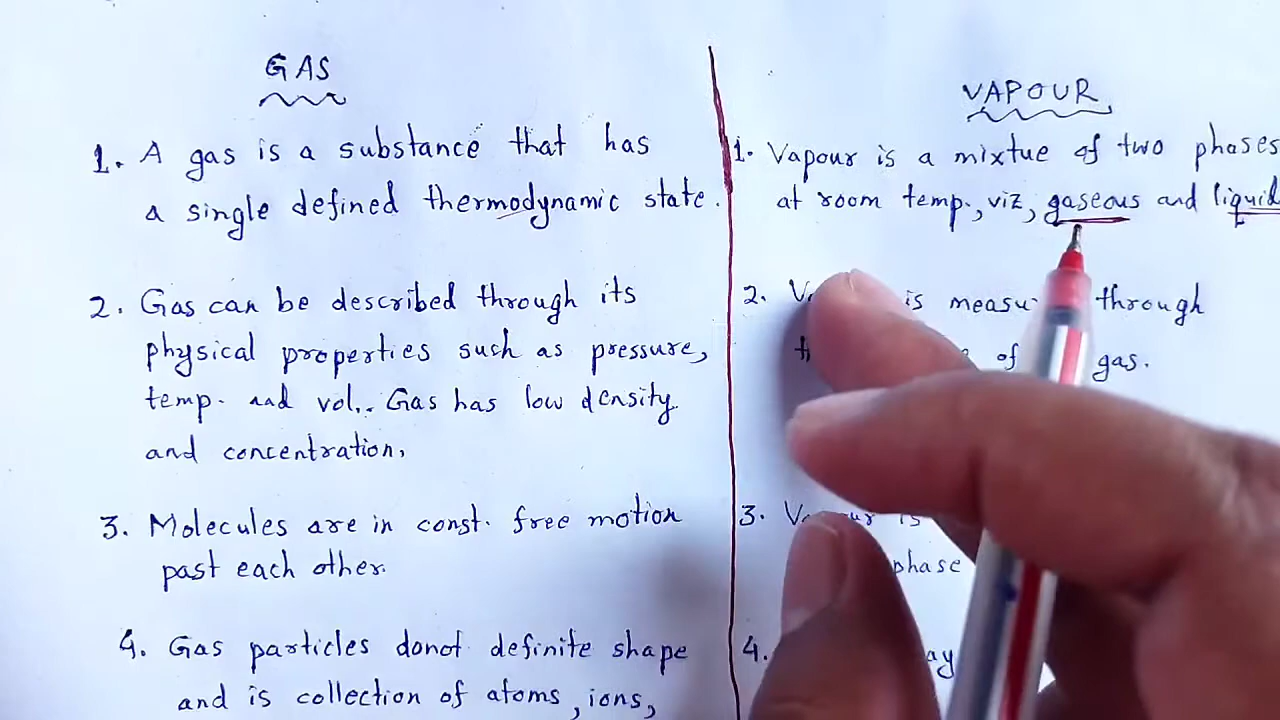 GAS
1. A gas is a substance that has
a single defined thermodynamic state.
2. Gas can be described through its
physical properties such as pressure,
temp. and vol.. Gas has low density
and concentration.
3. Molecules are in const. free motion
past each other.
4. Gas particles donot definite shape
and is collection of atoms, ions,
VAPOUR
1. Vapour is a mixtue of two phases
at room temp., viz, gaseous and liquid
2. is through
of gas.
3. is
phase
4.